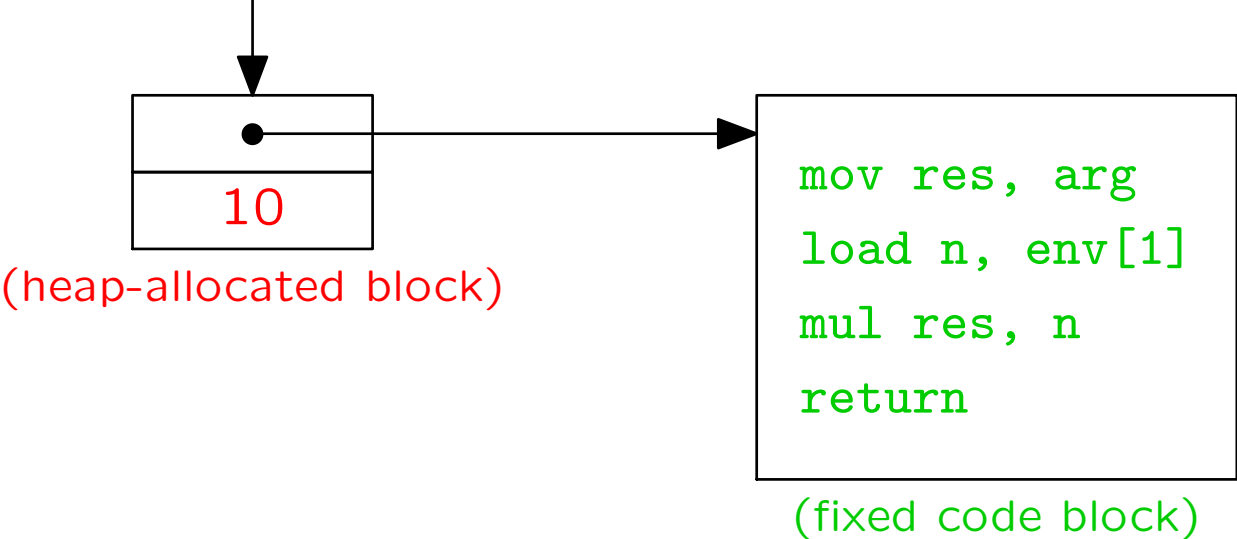 10
(heap-allocated block)
mov res, arg
load n, env[1]
mul res, n
return
(fixed code block)